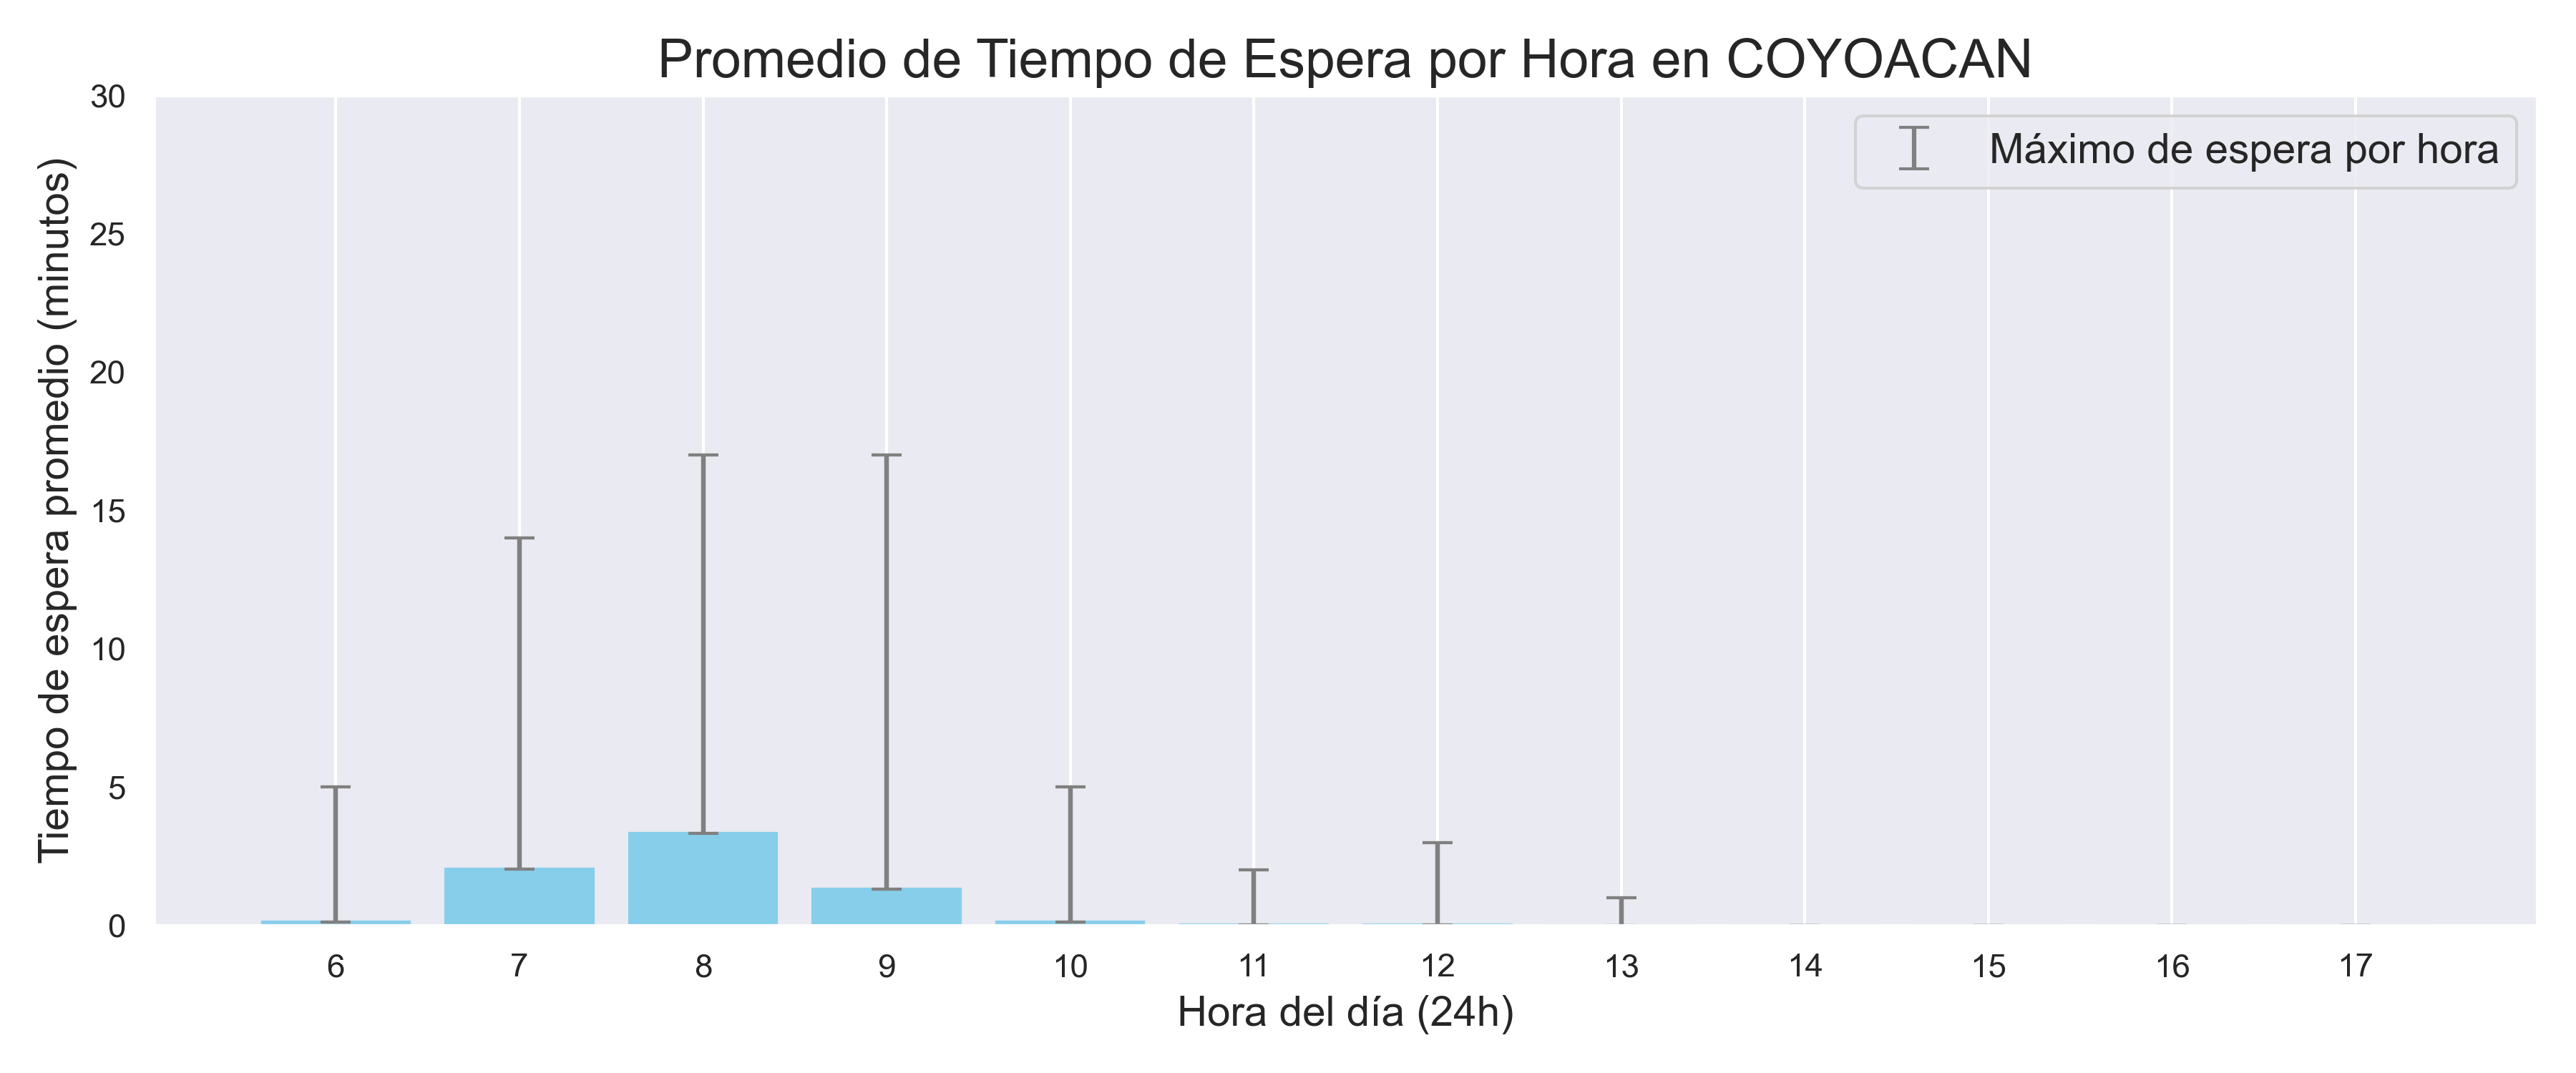 Promedio de Tiempo de Espera por Hora en COYOACAN
Máximo de espera por hora
Tiempo de espera promedio (minutos)
30
25
20
15
10
5
0
6 7 8 9 10 11 12 13 14 15 16 17
Hora del día (24h)